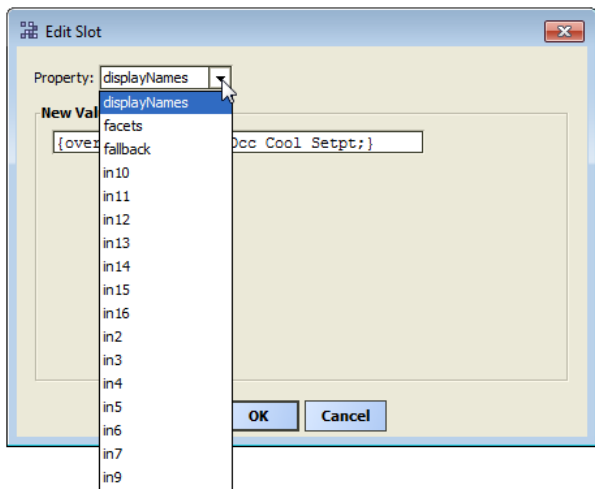 Edit Slot
Property: displayNames
displayNames
New Val
facets
{over Occ Cool Setpt;}
fallback
in10
in11
in12
in13
in14
in15
in16
in2
in3
in4
in5
OK Cancel
in6
in7
in9